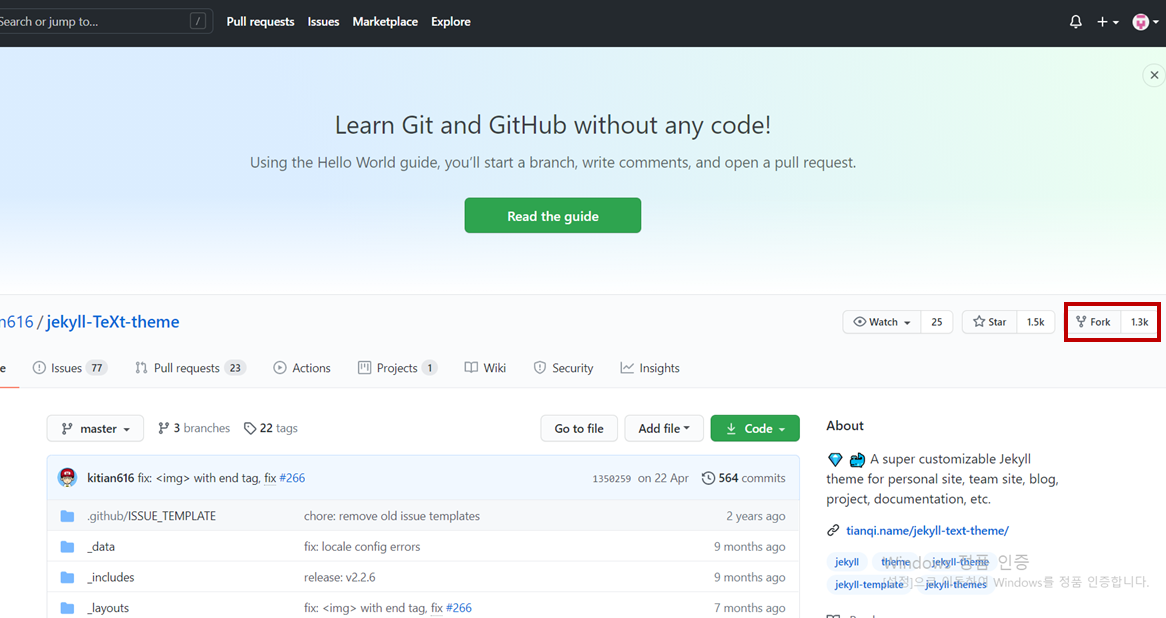 Search or jump to... / Pull requests Issues Marketplace Explore
Learn Git and GitHub without any code!
Using the Hello World guide, you'll start a branch, write comments, and open a pull request.
Read the guide
n616 / jekyll-TeXt-theme Watch 25 Star 1.5k Fork 1.3k
e Issues 77 Pull requests 23 Actions Projects 1 Wiki Security Insights
master 3 branches 22 tags Go to file Add file Code
kitian616 fix: <img> with end tag, fix #266 1350259 on 22 Apr 564 commits
.github/ISSUE_TEMPLATE chore: remove old issue templates 2 years ago
_data fix: locale config errors 9 months ago
_includes release: v2.2.6 9 months ago
_layouts fix: <img> with end tag, fix #266 7 months ago
About
A super customizable Jekyll
theme for personal site, team site, blog,
project, documentation, etc.
tianqi.name/jekyll-text-theme/
jekyll theme jekyll-theme
jekyll-template jekyll-themes
Windows 정품 인증
[설정]으로 이동하여 Windows를 정품 인증합니다.